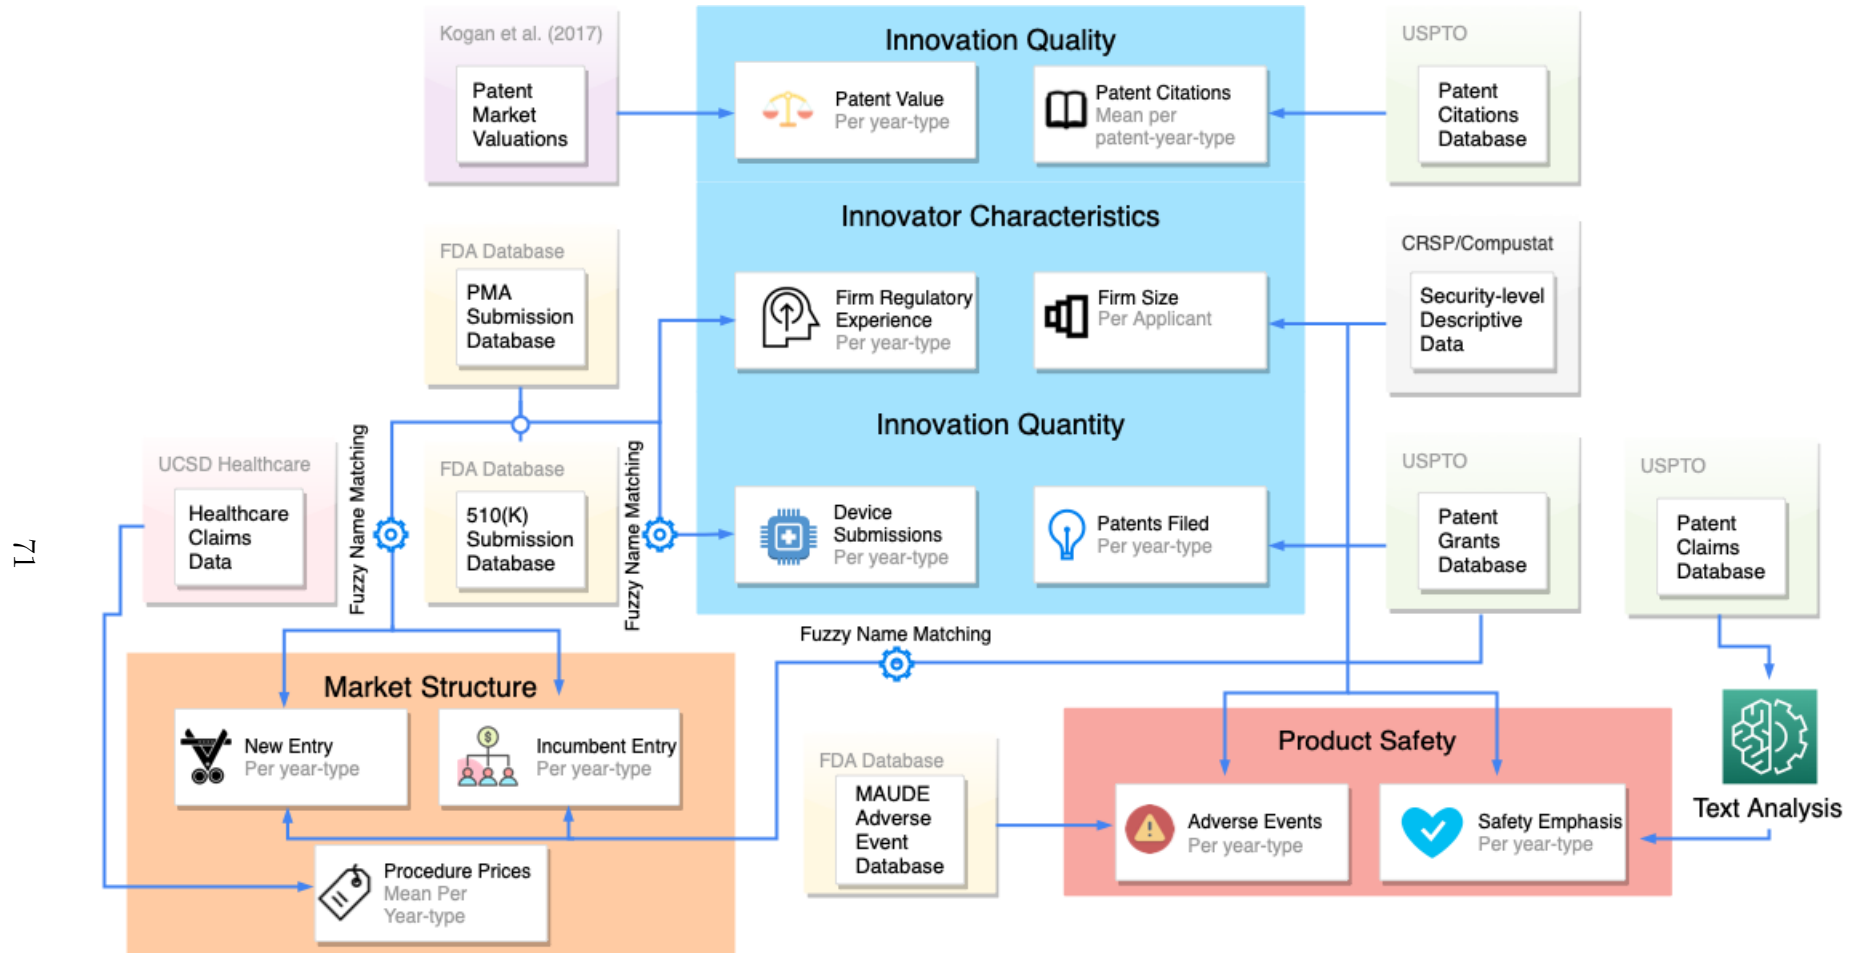 Kogan et al. (2017)
Patent
Market
Valuations
Innovation Quality
Patent Value
Per year-type
Patent Citations
Mean per
patent-year-type
USPTO
Patent
Citations
Database
Innovator Characteristics
FDA Database
PMA
Submission
Database
Firm Regulatory
Experience
Per year-type
Firm Size
Per Applicant
CRSP/Compustat
Security-level
Descriptive
Data
Innovation Quantity
UCSD Healthcare
Healthcare
Claims
Data
Fuzzy Name Matching
FDA Database
510(K)
Submission
Database
Fuzzy Name Matching
Device
Submissions
Per year-type
Patents Filed
Per year-type
USPTO
Patent
Grants
Database
USPTO
Patent
Claims
Database
71
Fuzzy Name Matching
Market Structure
New Entry
Per year-type
$
Incumbent Entry
Per year-type
Procedure Prices
Mean Per
Year-type
FDA Database
MAUDE
Adverse
Event
Database
Product Safety
Adverse Events
Per year-type
Safety Emphasis
Per year-type
Text Analysis